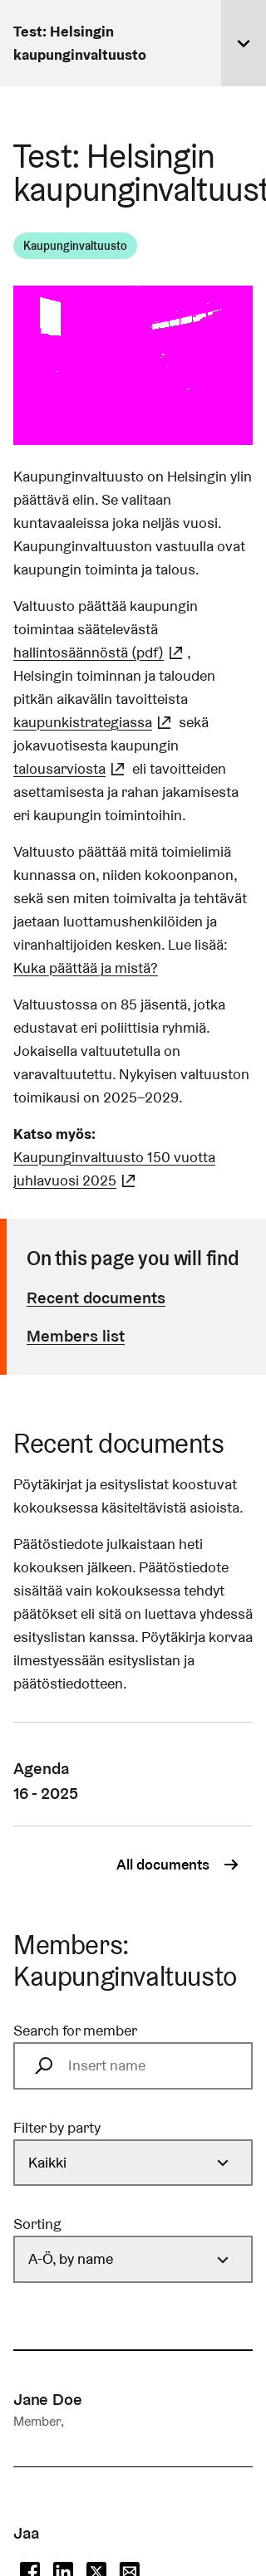 Test: Helsingin
kaupunginvaltuusto
Test: Helsingin
kaupunginvaltuust
Kaupunginvaltuusto
Kaupunginvaltuusto on Helsingin ylin
päättävä elin. Se valitaan
kuntavaaleissa joka neljäs vuosi.
Kaupunginvaltuuston vastuulla ovat
kaupungin toiminta ja talous.
Valtuusto päättää kaupungin
toimintaa säätelevästä
hallintosäännöstä (pdf) ,
Helsingin toiminnan ja talouden
pitkän aikavälin tavoitteista
kaupunkistrategiassa sekä
jokavuotisesta kaupungin
talousarviosta eli tavoitteiden
asettamisesta ja rahan jakamisesta
eri kaupungin toimintoihin.
Valtuusto päättää mitä toimielimiä
kunnassa on, niiden kokoonpanon,
sekä sen miten toimivalta ja tehtävät
jaetaan luottamushenkilöiden ja
viranhaltijoiden kesken. Lue lisää:
Kuka päättää ja mistä?
Valtuustossa on 85 jäsentä, jotka
edustavat eri poliittisia ryhmiä.
Jokaisella valtuutetulla on
varavaltuutettu. Nykyisen valtuuston
toimikausi on 2025–2029.
Katso myös:
Kaupunginvaltuusto 150 vuotta
juhlavuosi 2025
On this page you will find
Recent documents
Members list
Recent documents
Pöytäkirjat ja esityslistat koostuvat
kokouksessa käsiteltävistä asioista.
Päätöstiedote julkaistaan heti
kokouksen jälkeen. Päätöstiedote
sisältää vain kokouksessa tehdyt
päätökset eli sitä on luettava yhdessä
esityslistan kanssa. Pöytäkirja korvaa
ilmestyessään esityslistan ja
päätöstiedotteen.
Agenda
16 - 2025
All documents
Members:
Kaupunginvaltuusto
Search for member
Insert name
Filter by party
Kaikki
Sorting
A-Ö, by name
Jane Doe
Member,
Jaa